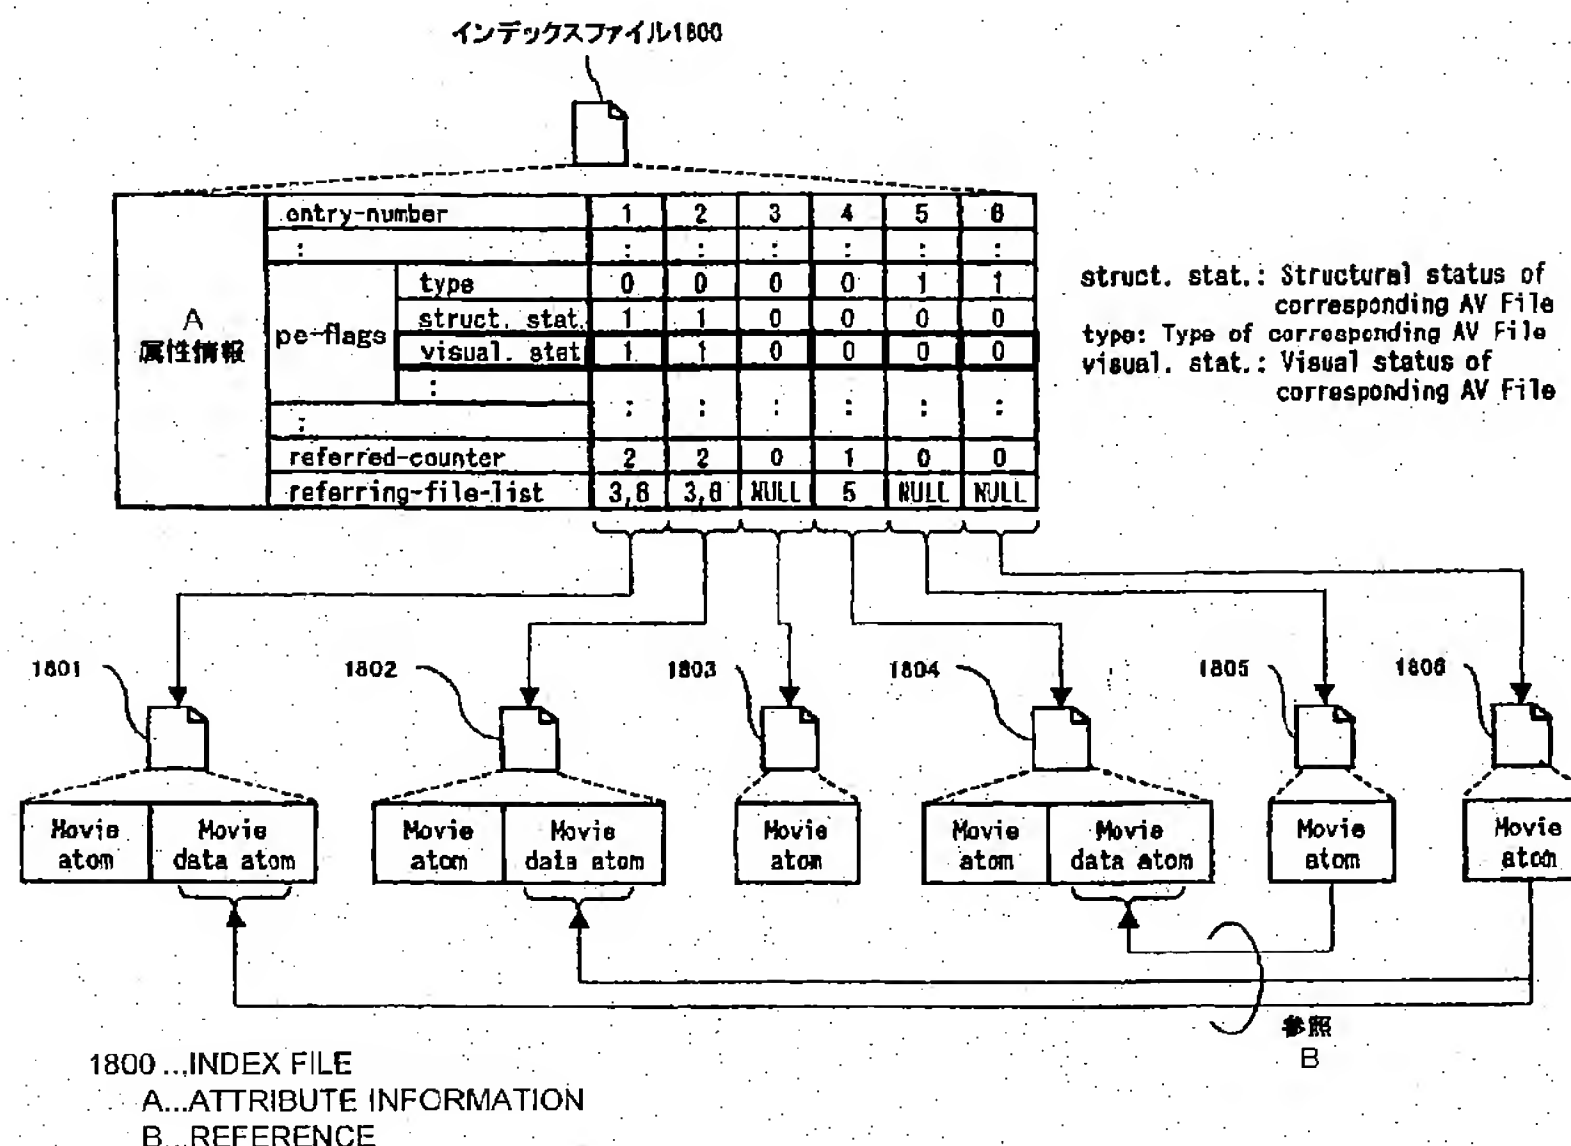 インデックスファイル1800
entry-number 1 2 3 4 5 6
: : : : : : :
A
属性情報
pe-flags
type 0 0 0 0 1 1
struct. stat. 1 1 0 0 0 0
visual. stat 1 1 0 0 0 0
: : : : : : :
:
referred-counter 2 2 0 1 0 0
referring-file-list 3,6 3,6 NULL 5 NULL NULL
struct. stat.: Structural status of
corresponding AV File
type: Type of corresponding AV File
visual. stat.: Visual status of
corresponding AV File
1801 1802 1803 1804 1805 1806
Movie atom
Movie data atom
Movie atom
Movie data atom
Movie atom
Movie atom
Movie data atom
Movie atom
Movie atom
参照
B
1800...INDEX FILE
A...ATTRIBUTE INFORMATION
B...REFERENCE